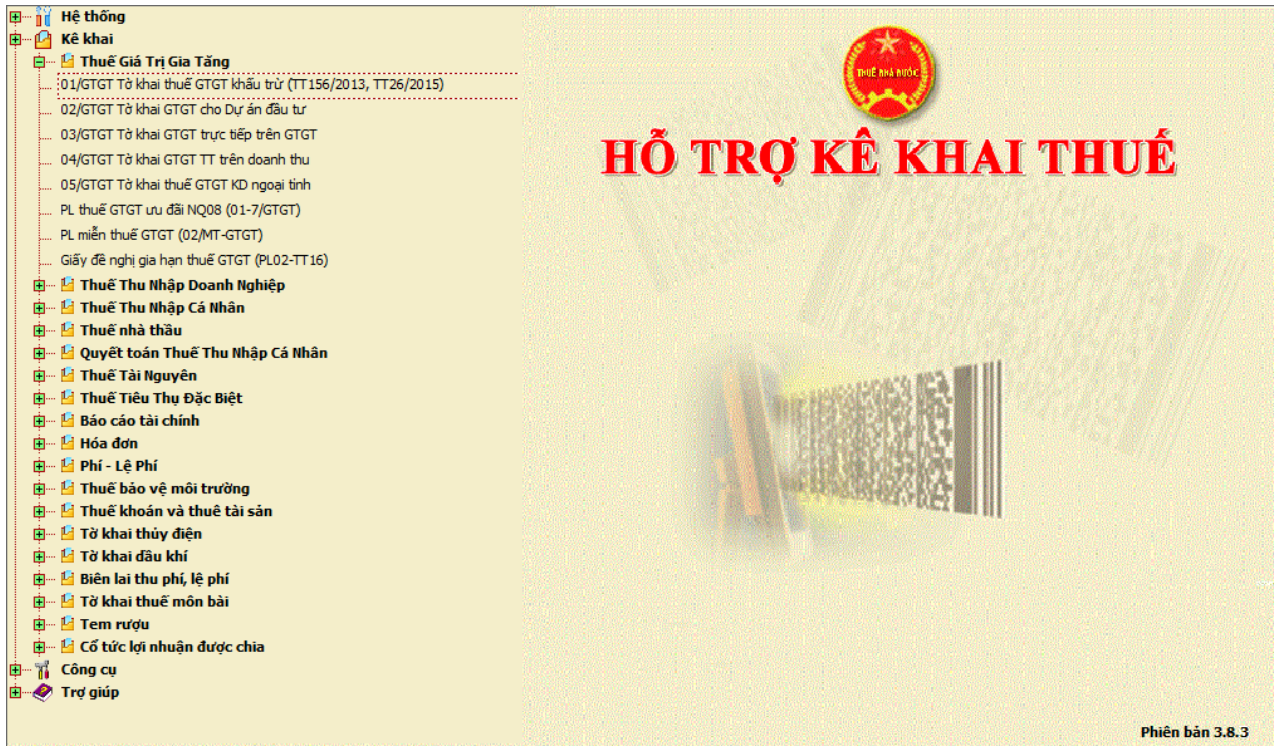 Hệ thống
Kê khai
Thuế Giá Trị Gia Tăng
01/GTGT Tờ khai thuế GTGT khấu trừ (TT156/2013, TT26/2015)
02/GTGT Tờ khai GTGT cho Dự án đầu tư
03/GTGT Tờ khai GTGT trực tiếp trên GTGT
04/GTGT Tờ khai GTGT TT trên doanh thu
05/GTGT Tờ khai thuế GTGT KD ngoại tỉnh
PL thuế GTGT ưu đãi NQ08 (01-7/GTGT)
PL miễn thuế GTGT (02/MT-GTGT)
Giấy đề nghị gia hạn thuế GTGT (PL02-TT16)
Thuế Thu Nhập Doanh Nghiệp
Thuế Thu Nhập Cá Nhân
Thuế nhà thầu
Quyết toán Thuế Thu Nhập Cá Nhân
Thuế Tài Nguyên
Thuế Tiêu Thụ Đặc Biệt
Báo cáo tài chính
Hóa đơn
Phí - Lệ Phí
Thuế bảo vệ môi trường
Thuế khoán và thuê tài sản
Tờ khai thủy điện
Tờ khai dầu khí
Biên lai thu phí, lệ phí
Tờ khai thuế môn bài
Tem rượu
Cổ tức lợi nhuận được chia
Công cụ
Trợ giúp
THUẾ NHÀ NƯỚC
HỖ TRỢ KÊ KHAI THUẾ
Phiên bản 3.8.3